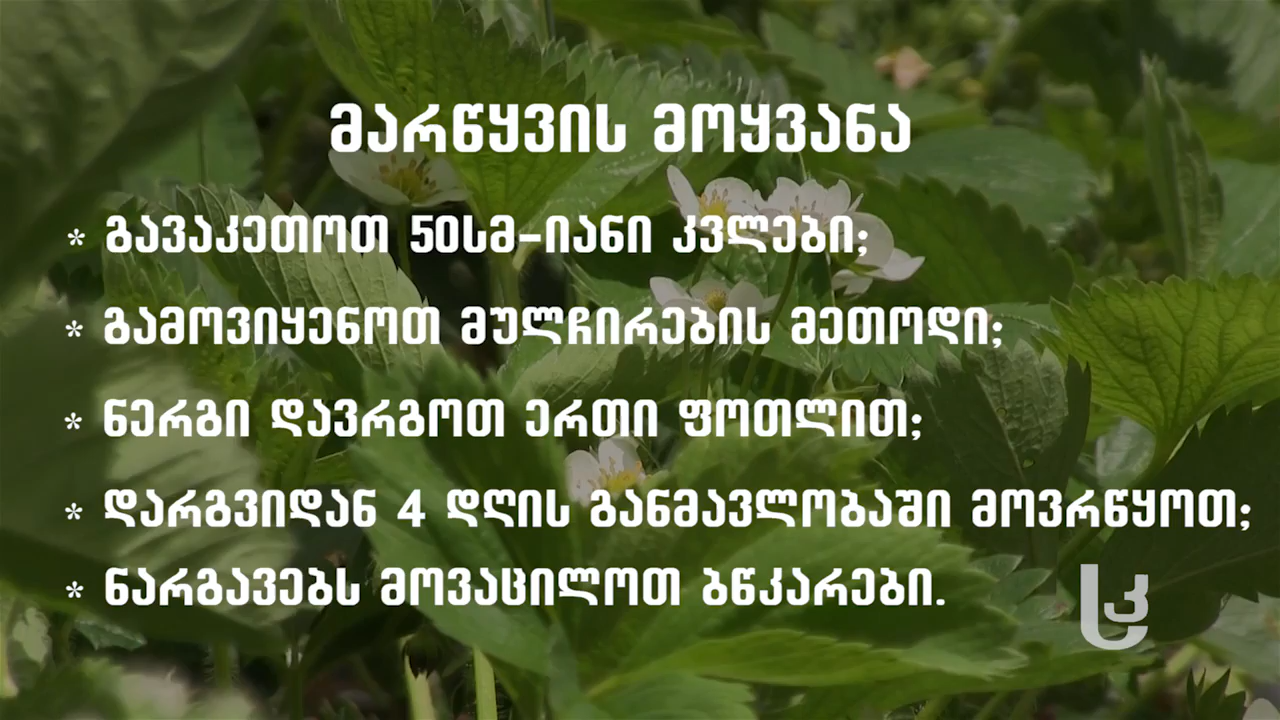 მარწყვის მოყვანა
* გავაკეთოთ 50სმ-იანი კვლები;
* გამოვიყენოთ მულჩირების მეთოდი;
* ნერგი დავრგოთ ერთი ფოთლით;
* დარგვიდან 4 დღის განმავლობაში მოვრწყოთ;
* ნარგავებს მოვაცილოთ ბწკარები.
სკ